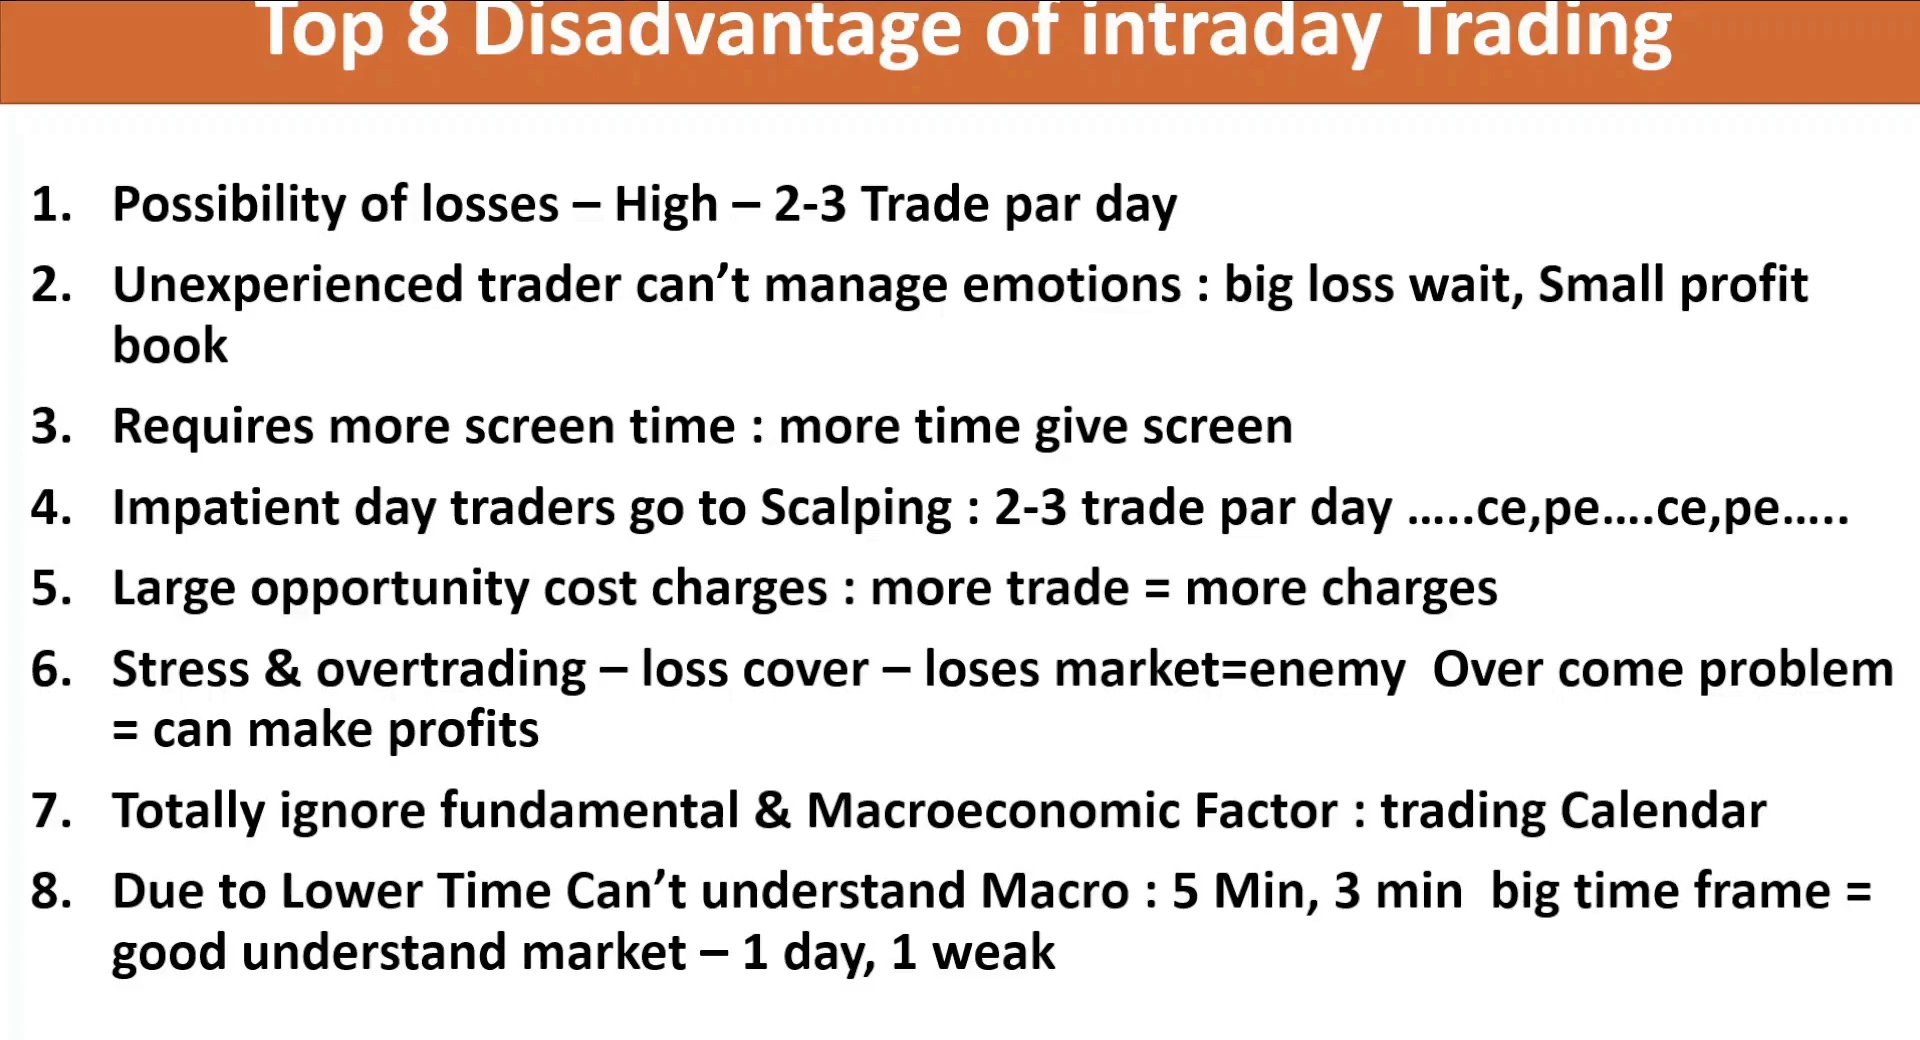 Top 8 Disadvantage of intraday Trading
1. Possibility of losses – High – 2-3 Trade par day
2. Unexperienced trader can’t manage emotions : big loss wait, Small profit
book
3. Requires more screen time : more time give screen
4. Impatient day traders go to Scalping : 2-3 trade par day …..ce,pe….ce,pe…..
5. Large opportunity cost charges : more trade = more charges
6. Stress & overtrading – loss cover – loses market=enemy  Over come problem
= can make profits
7. Totally ignore fundamental & Macroeconomic Factor : trading Calendar
8. Due to Lower Time Can’t understand Macro : 5 Min, 3 min  big time frame =
good understand market – 1 day, 1 weak